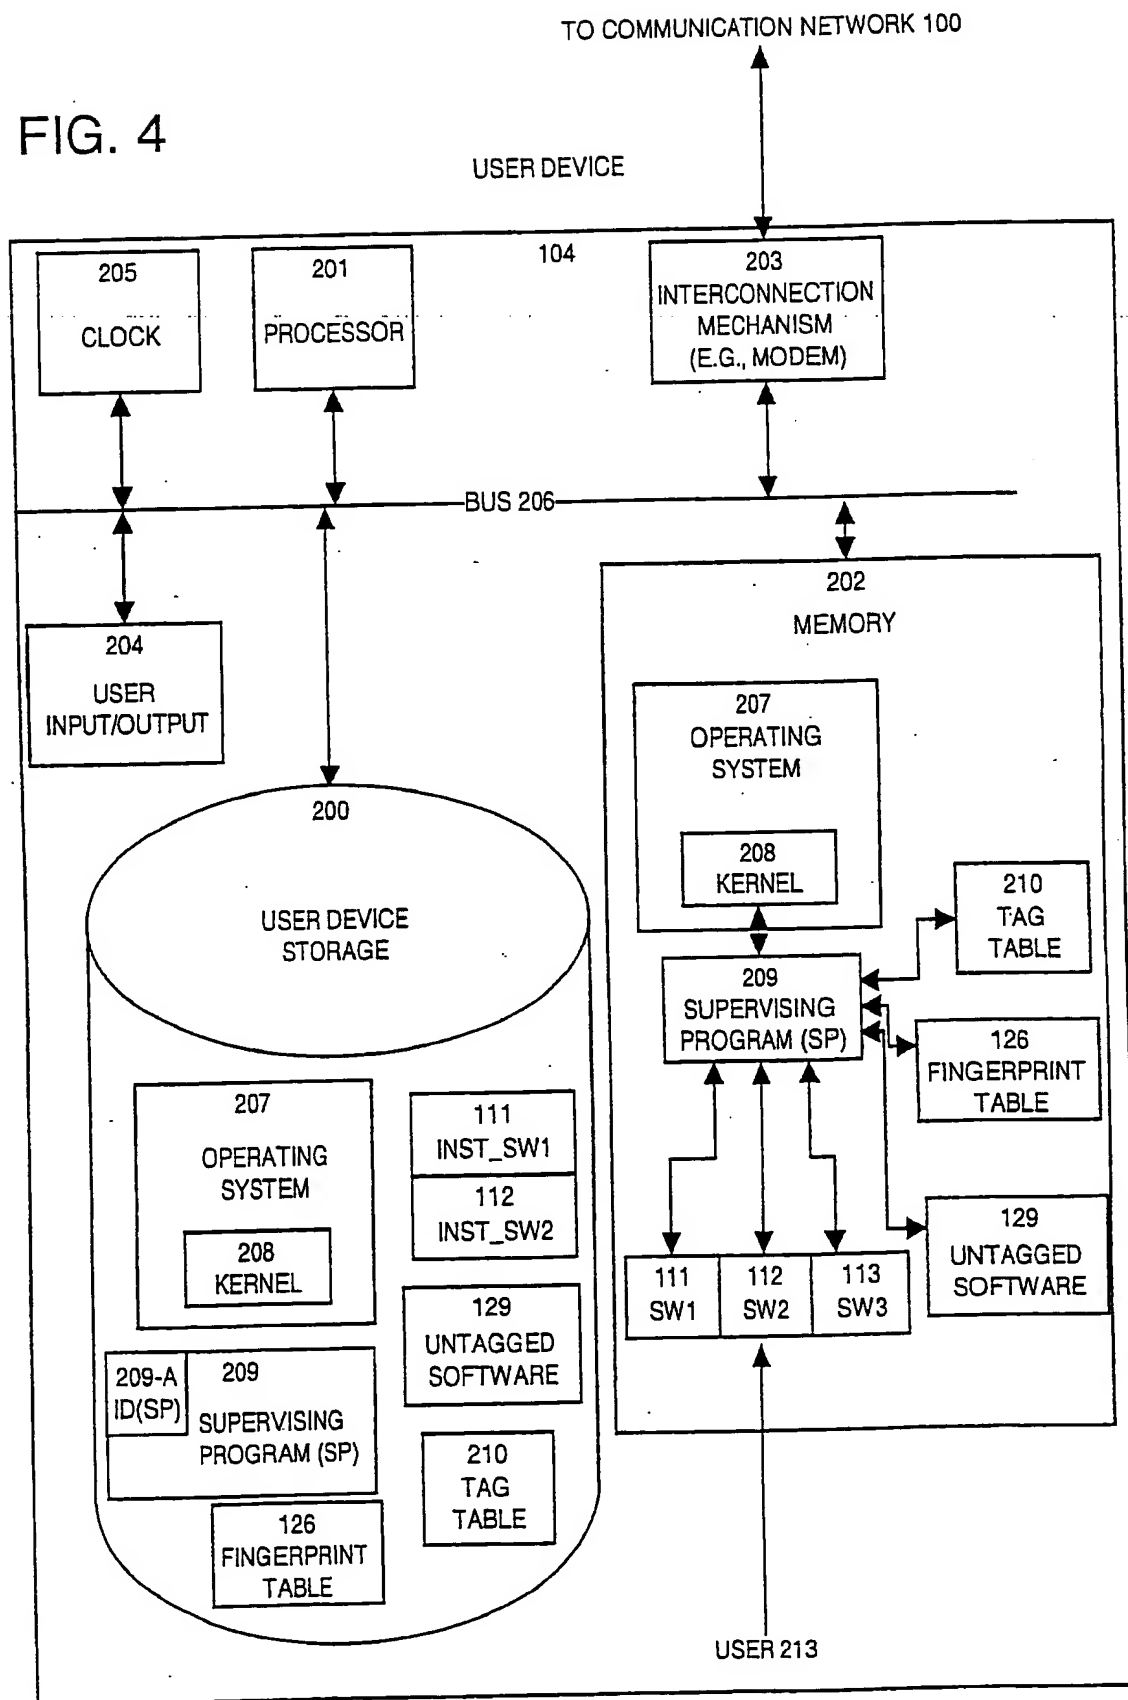 TO COMMUNICATION NETWORK 100
FIG. 4
USER DEVICE
104
205
CLOCK
201
PROCESSOR
203
INTERCONNECTION
MECHANISM
(E.G., MODEM)
BUS 206
204
USER
INPUT/OUTPUT
202
MEMORY
207
OPERATING
SYSTEM
208
KERNEL
209
SUPERVISING
PROGRAM (SP)
210
TAG
TABLE
126
FINGERPRINT
TABLE
129
UNTAGGED
SOFTWARE
111
SW1
112
SW2
113
SW3
200
USER DEVICE
STORAGE
207
OPERATING
SYSTEM
208
KERNEL
111
INST_SW1
112
INST_SW2
129
UNTAGGED
SOFTWARE
209-A
ID(SP)
209
SUPERVISING
PROGRAM (SP)
210
TAG
TABLE
126
FINGERPRINT
TABLE
USER 213